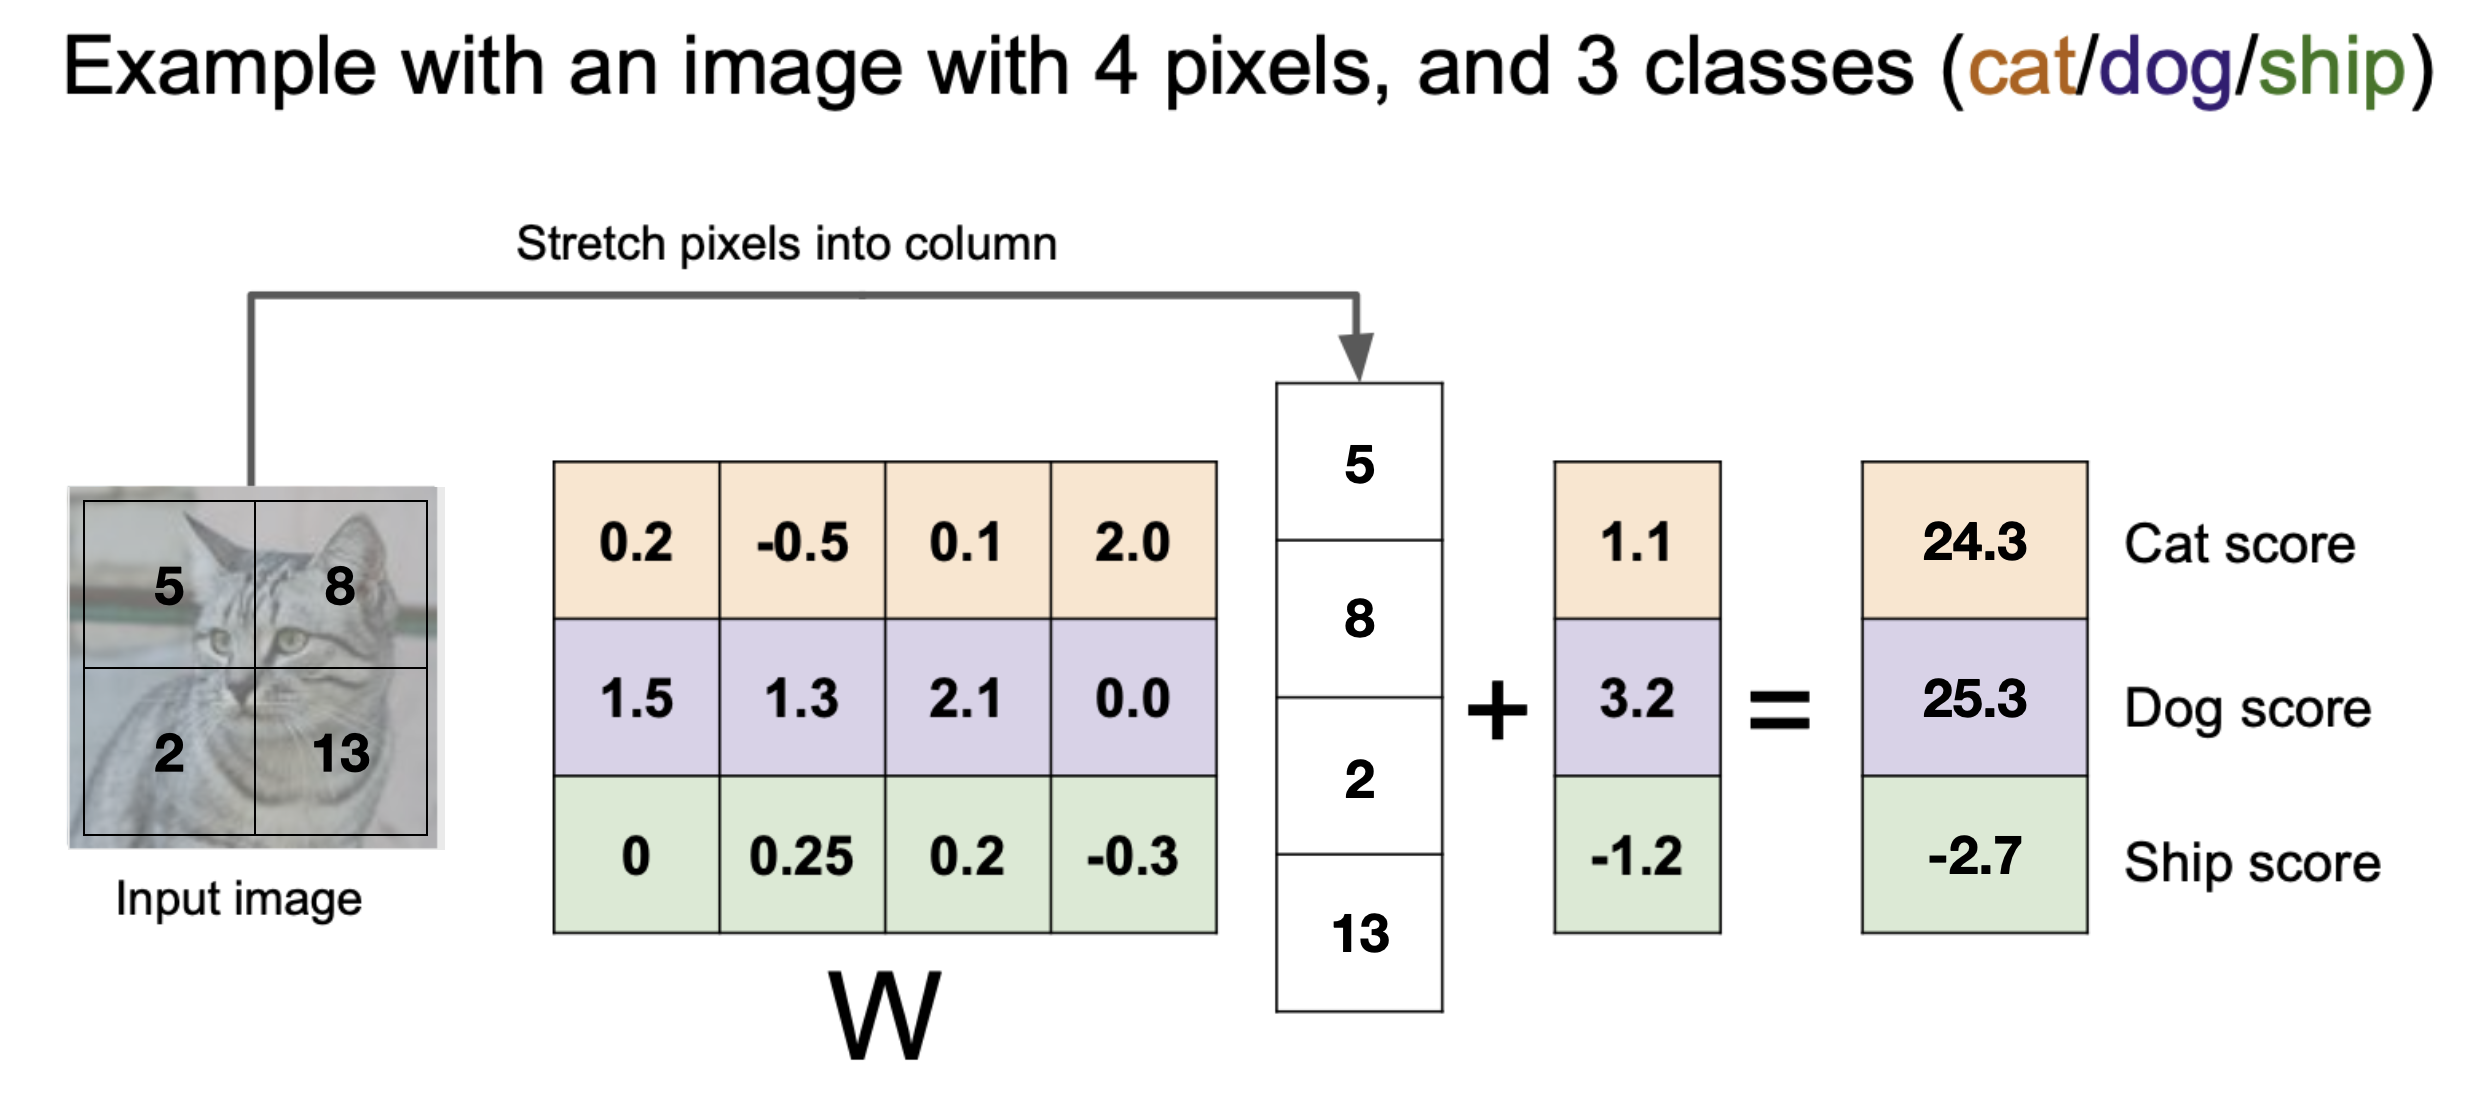 Example with an image with 4 pixels, and 3 classes (cat/dog/ship)
Stretch pixels into column
5 8
2 13
Input image
0.2 -0.5 0.1 2.0
1.5 1.3 2.1 0.0
0 0.25 0.2 -0.3
W
5
8
2
13
+
1.1
3.2
-1.2
=
24.3 Cat score
25.3 Dog score
-2.7 Ship score